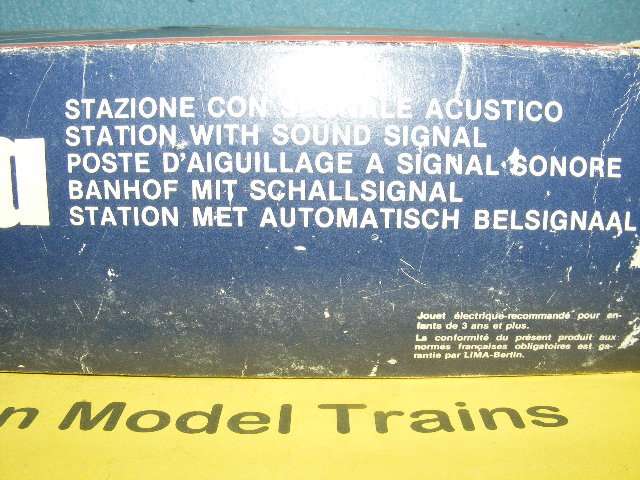 STAZIONE CON SEGNALE ACUSTICO
STATION WITH SOUND SIGNAL
POSTE D'AIGUILLAGE A SIGNAL SONORE
BANHOF MIT SCHALLSIGNAL
STATION MET AUTOMATISCH BELSIGNAAL
a
Jouet électrique-recommandé pour en-
fants de 3 ans et plus.
La conformité du présent produit aux
normes françaises obligatoires est ga-
rantie par LIMA-Berlin.
n Model Trains